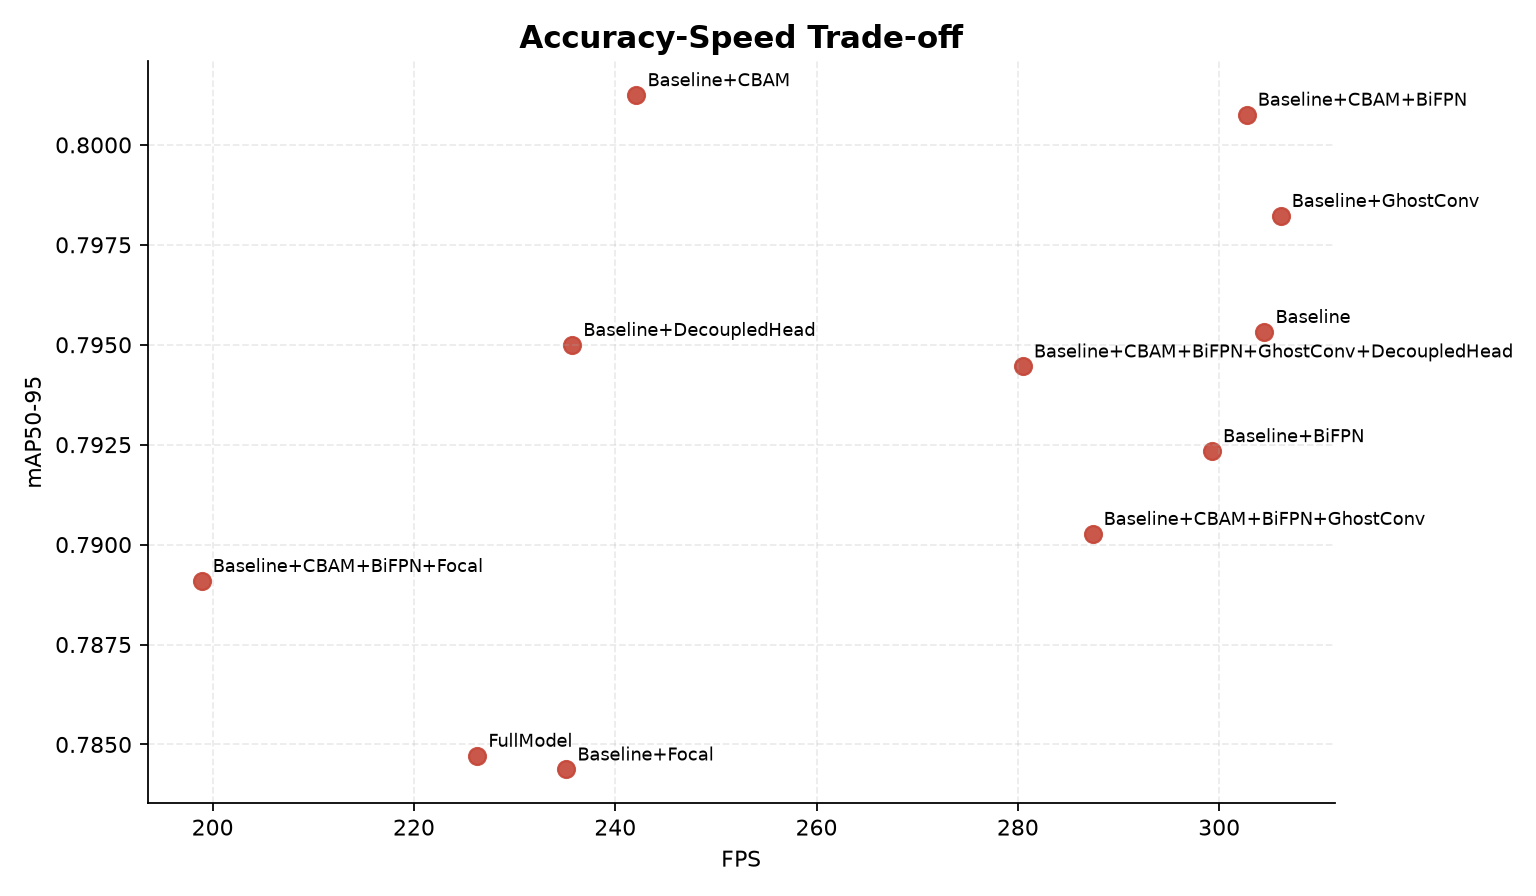 Accuracy-Speed Trade-off
Baseline+CBAM
Baseline+CBAM+BiFPN
0.8000
Baseline+GhostConv
0.7975
Baseline
Baseline+DecoupledHead
0.7950
Baseline+CBAM+BiFPN+GhostConv+DecoupledHead
Baseline+BiFPN
0.7925
Baseline+CBAM+BiFPN+GhostConv
0.7900
Baseline+CBAM+BiFPN+Focal
0.7875
FullModel
0.7850
Baseline+Focal
mAP50-95
200 220 240 260 280 300
FPS